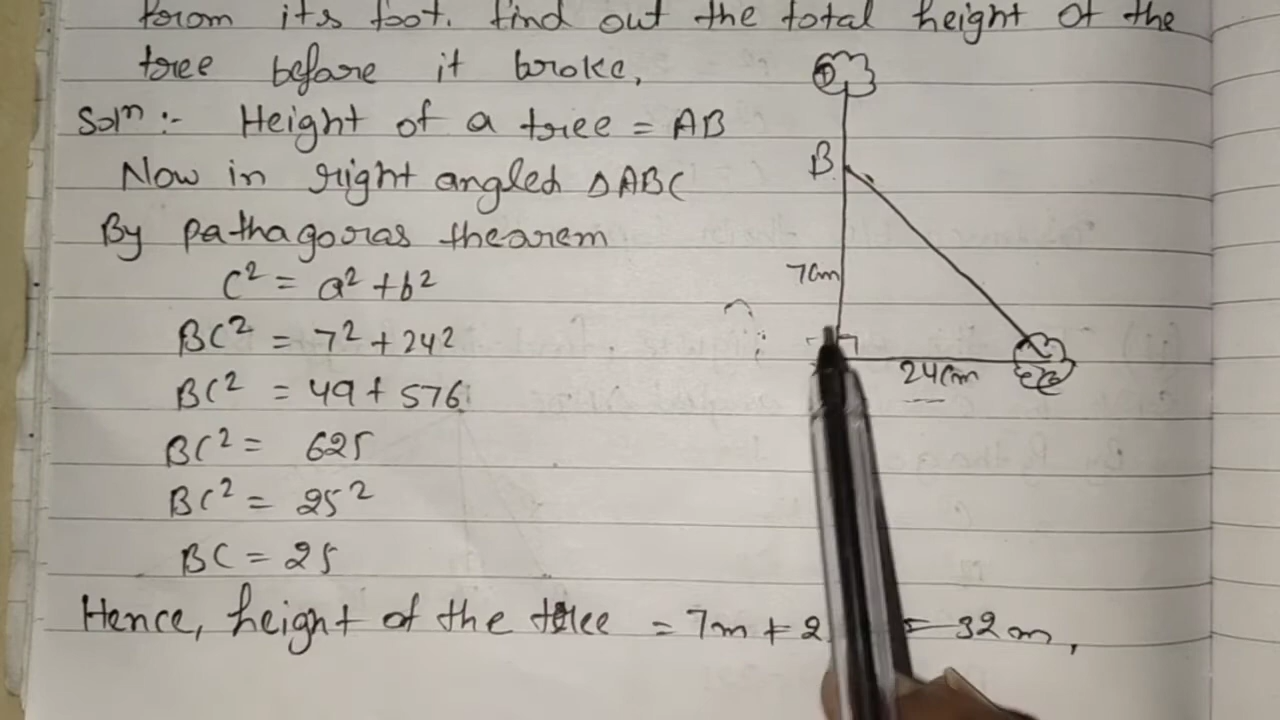 from its foot. find out the total height of the
tree before it broke,
Solⁿ :- Height of a tree = AB
Now in right angled △ABC
By pathagoras thearem
C² = a² + b²
BC² = 7² + 24²
BC² = 49 + 576
BC² = 625
BC² = 25²
BC = 25
Hence, height of the tree = 7m + 2 = 32m,
B
7cm
24cm